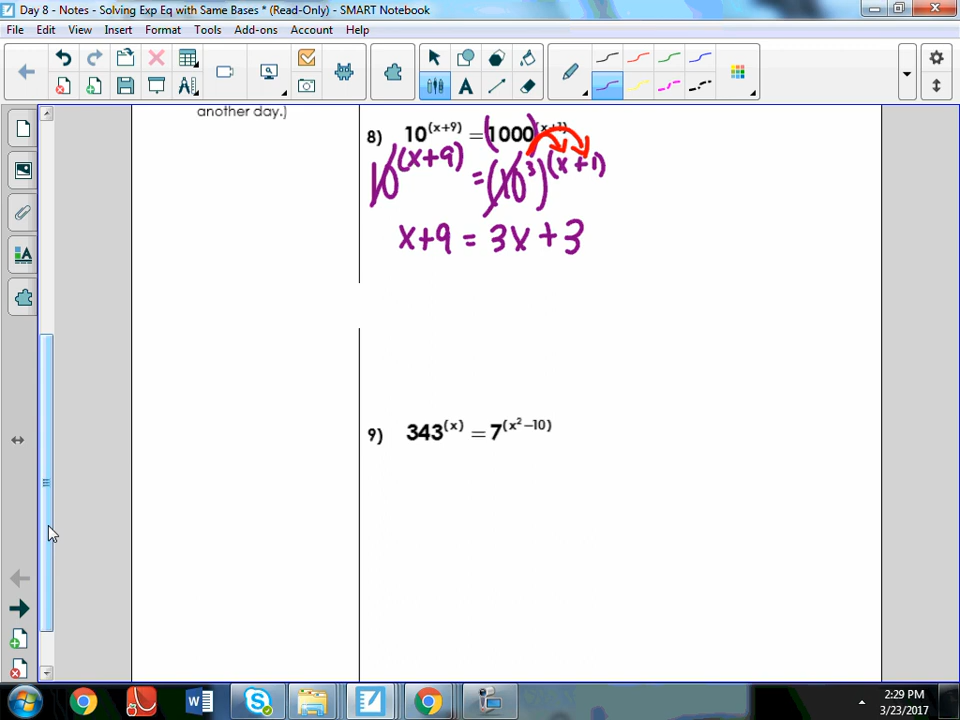 Day 8 - Notes - Solving Exp Eq with Same Bases * (Read-Only) - SMART Notebook
File Edit View Insert Format Tools Add-ons Account Help
another day.)
8) 10^(x+9) = (1000)^(x+1)
10^(x+9) = (10^3)^(x+1)
x+9 = 3x+3
9) 343^(x) = 7^(x²−10)
2:29 PM
3/23/2017